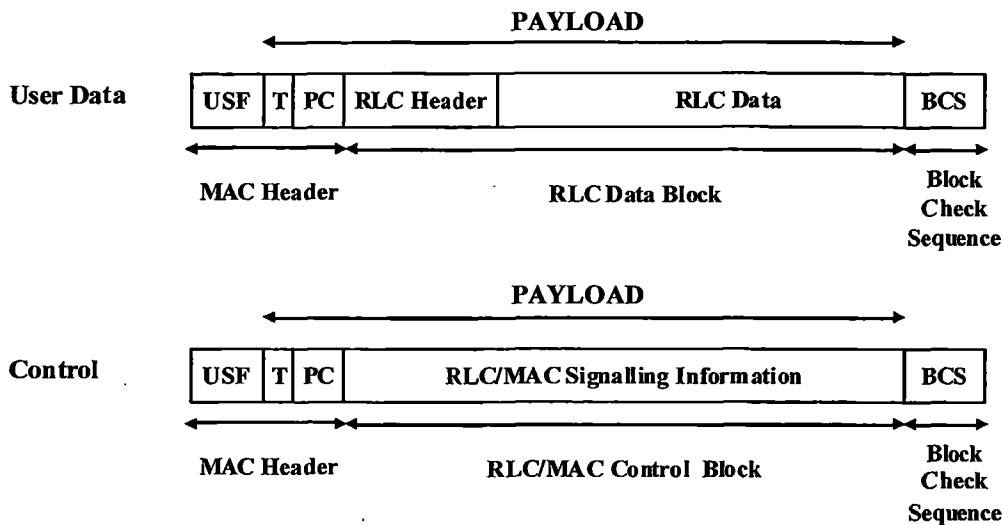 PAYLOAD
User Data
USF T PC RLC Header RLC Data BCS
MAC Header
RLC Data Block
Block
Check
Sequence
PAYLOAD
Control
USF T PC RLC/MAC Signalling Information BCS
MAC Header
RLC/MAC Control Block
Block
Check
Sequence